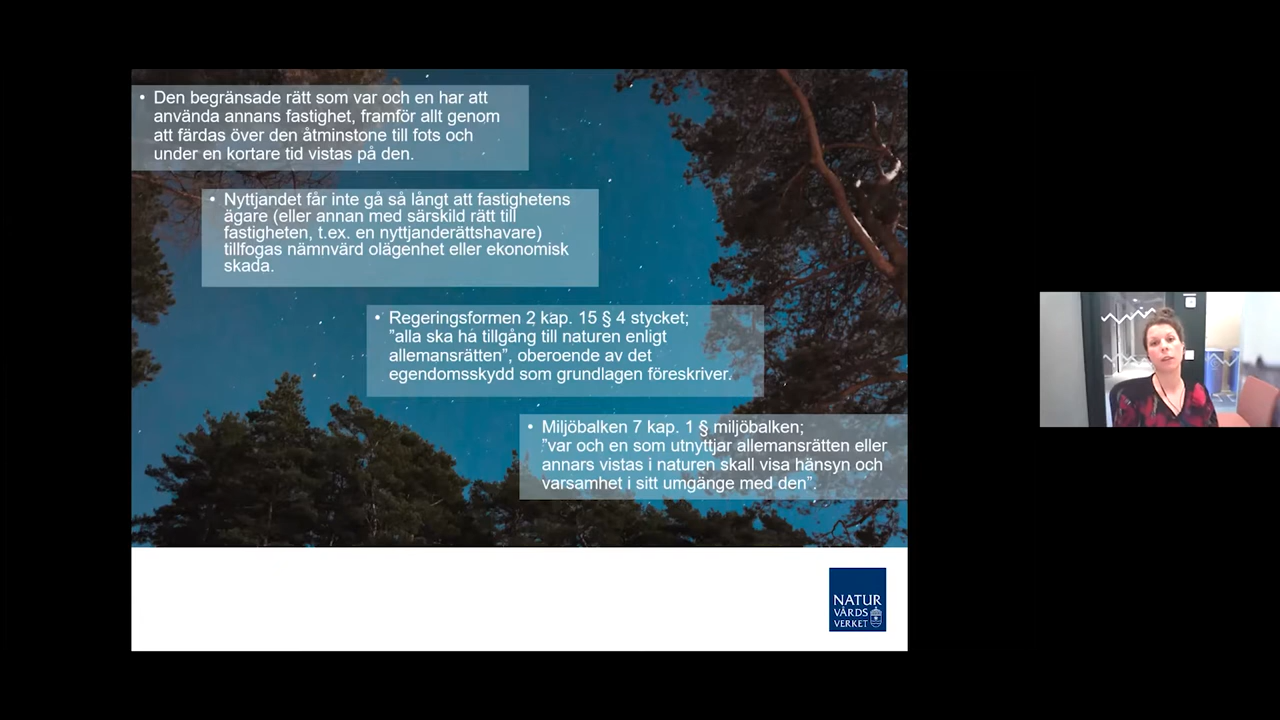 • Den begränsade rätt som var och en har att
använda annans fastighet, framför allt genom
att färdas över den åtminstone till fots och
under en kortare tid vistas på den.
• Nyttjandet får inte gå så långt att fastighetens
ägare (eller annan med särskild rätt till
fastigheten, t.ex. en nyttjanderättshavare)
tillfogas nämnvärd olägenhet eller ekonomisk
skada.
• Regeringsformen 2 kap. 15 § 4 stycket;
”alla ska ha tillgång till naturen enligt
allemansrätten”, oberoende av det
egendomsskydd som grundlagen föreskriver.
• Miljöbalken 7 kap. 1 § miljöbalken;
”var och en som utnyttjar allemansrätten eller
annars vistas i naturen skall visa hänsyn och
varsamhet i sitt umgänge med den”.
NATUR
VÅRDS
VERKET